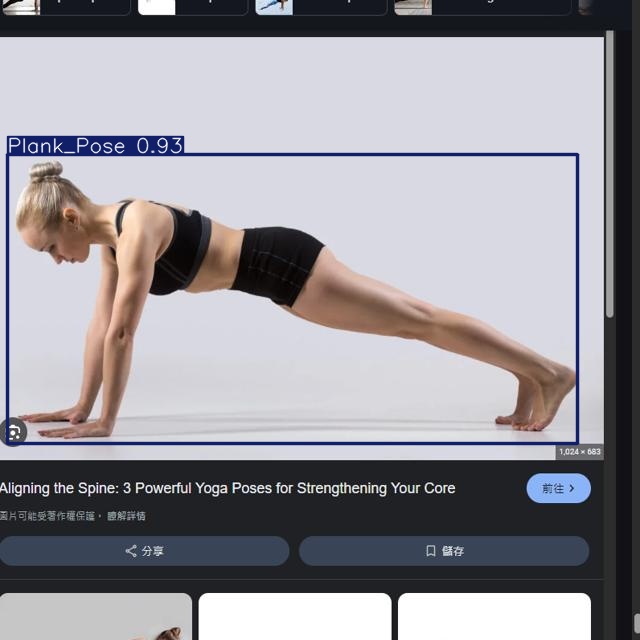 Plank_Pose 0.93
1,024 × 683
Aligning the Spine: 3 Powerful Yoga Poses for Strengthening Your Core
前往
圖片可能受著作權保護。 瞭解詳情
分享
儲存